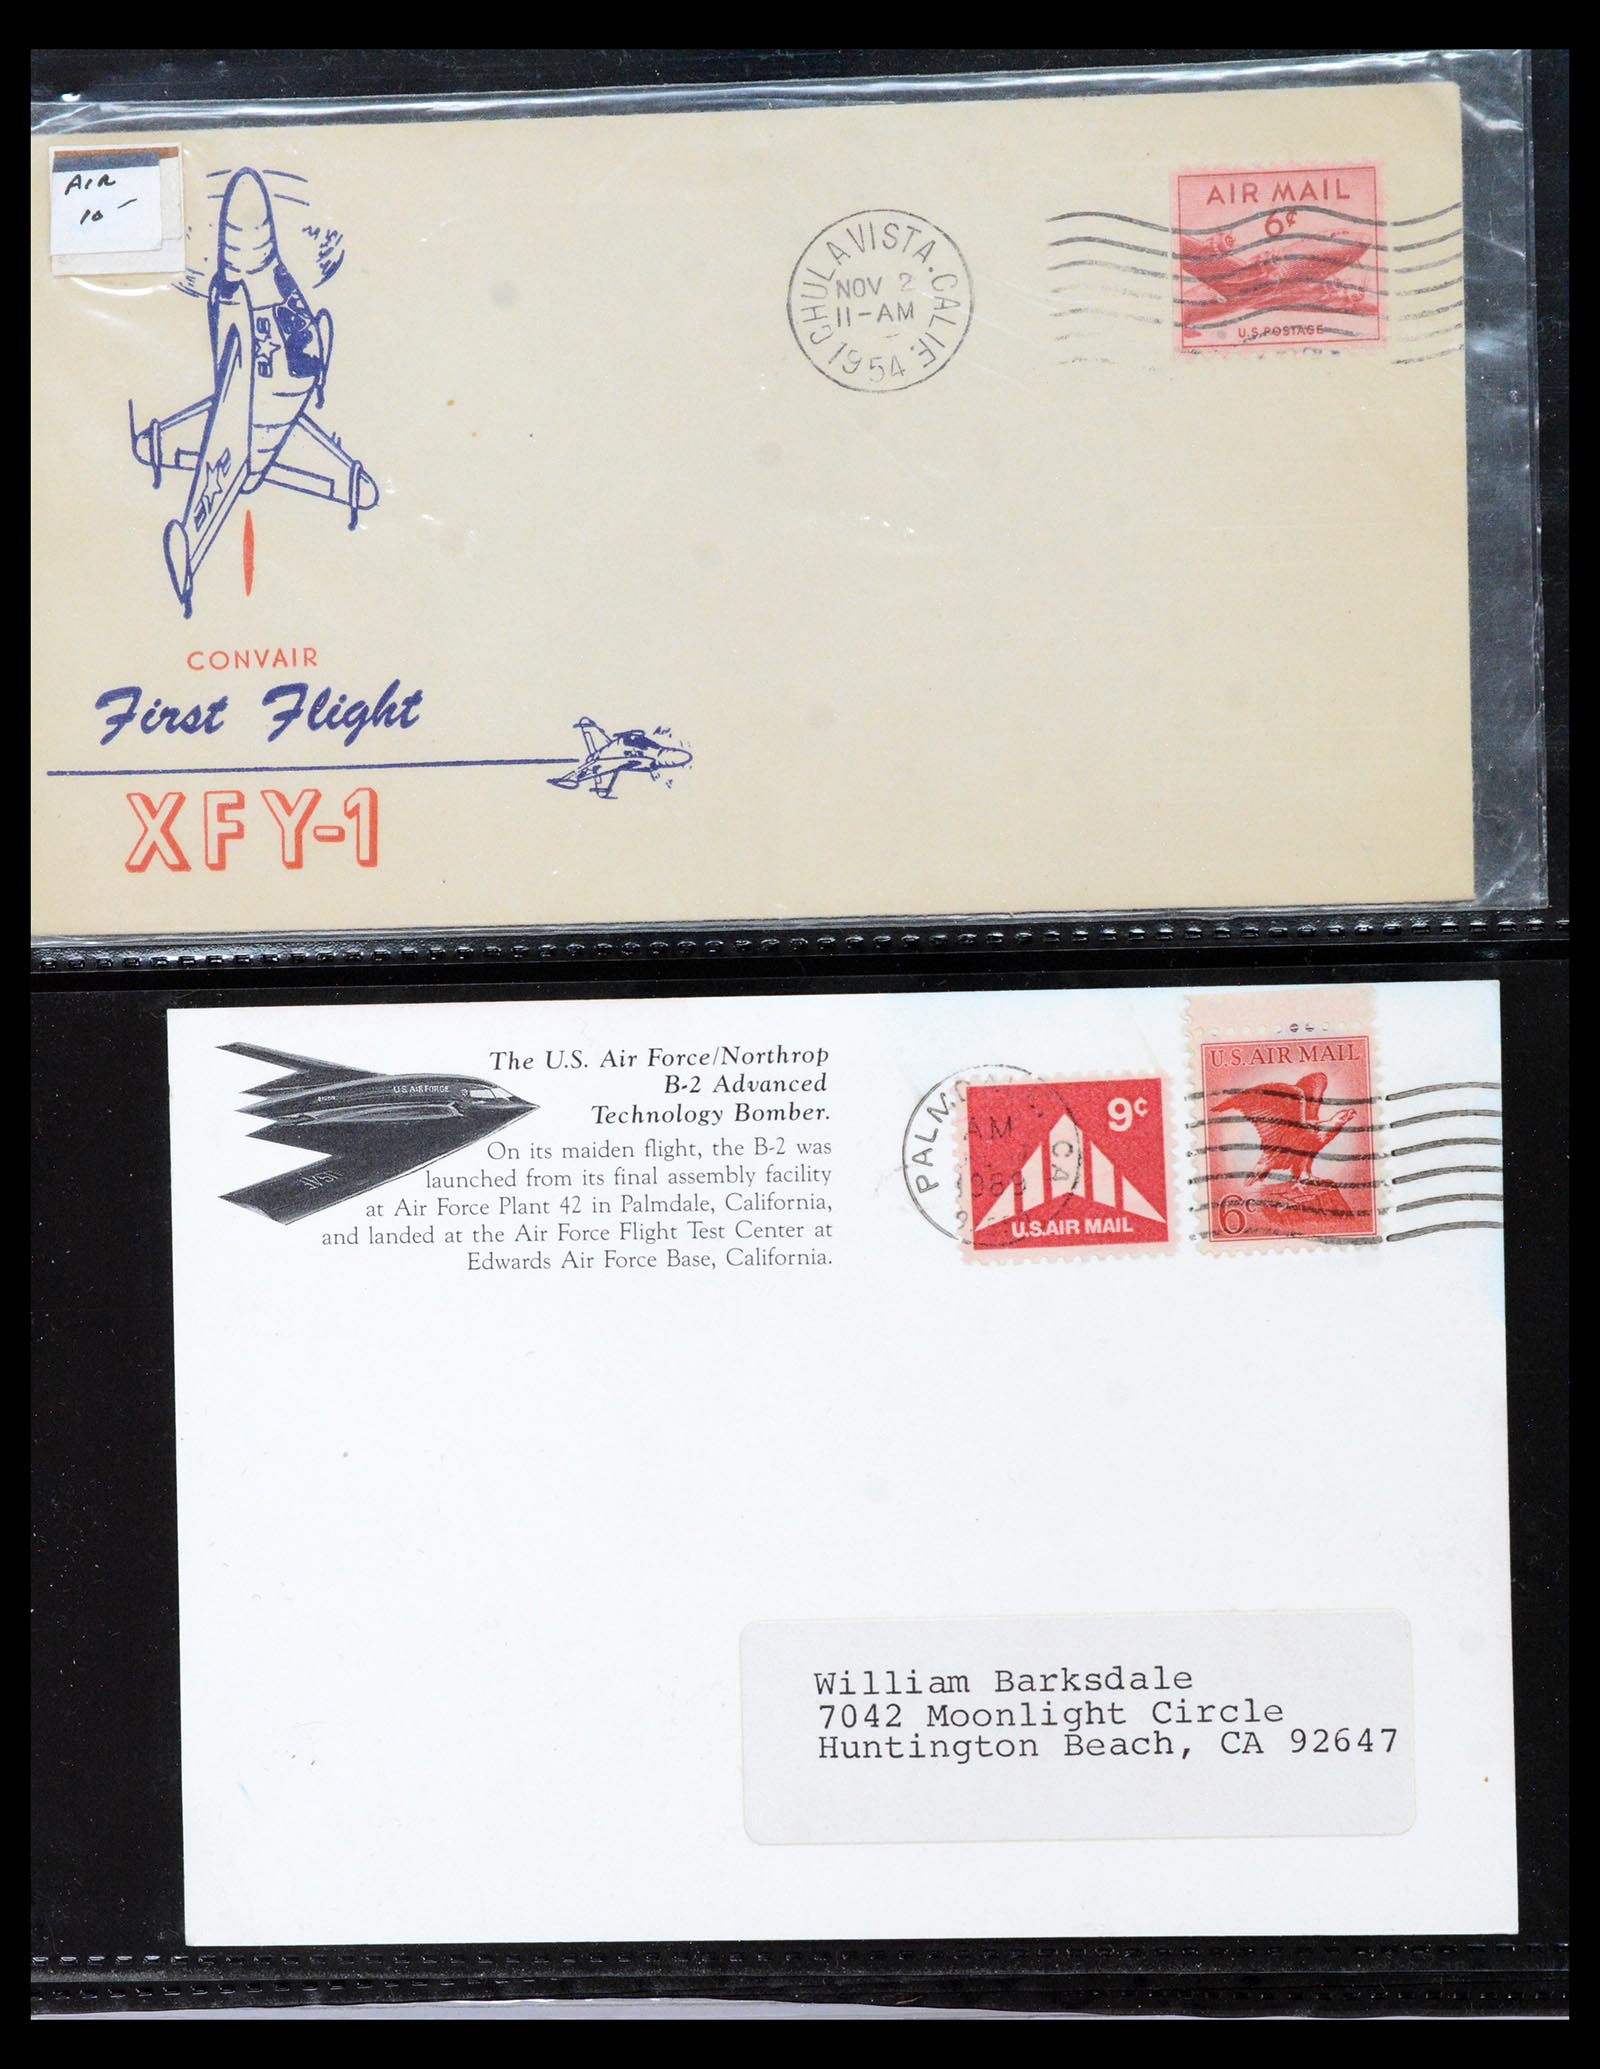 AIR
10-
CHULA VISTA. CALIF.
NOV 2
11-AM
1954
AIR MAIL
6¢
U.S. POSTAGE
CONVAIR
First Flight
XFY-1
U.S. AIR FORCE
The U.S. Air Force/Northrop
B-2 Advanced
Technology Bomber.
On its maiden flight, the B-2 was
launched from its final assembly facility
at Air Force Plant 42 in Palmdale, California,
and landed at the Air Force Flight Test Center at
Edwards Air Force Base, California.
PALMDALE CA
AM
1989
9¢
U.S. AIR MAIL
U.S. AIR MAIL
6¢
William Barksdale
7042 Moonlight Circle
Huntington Beach, CA 92647